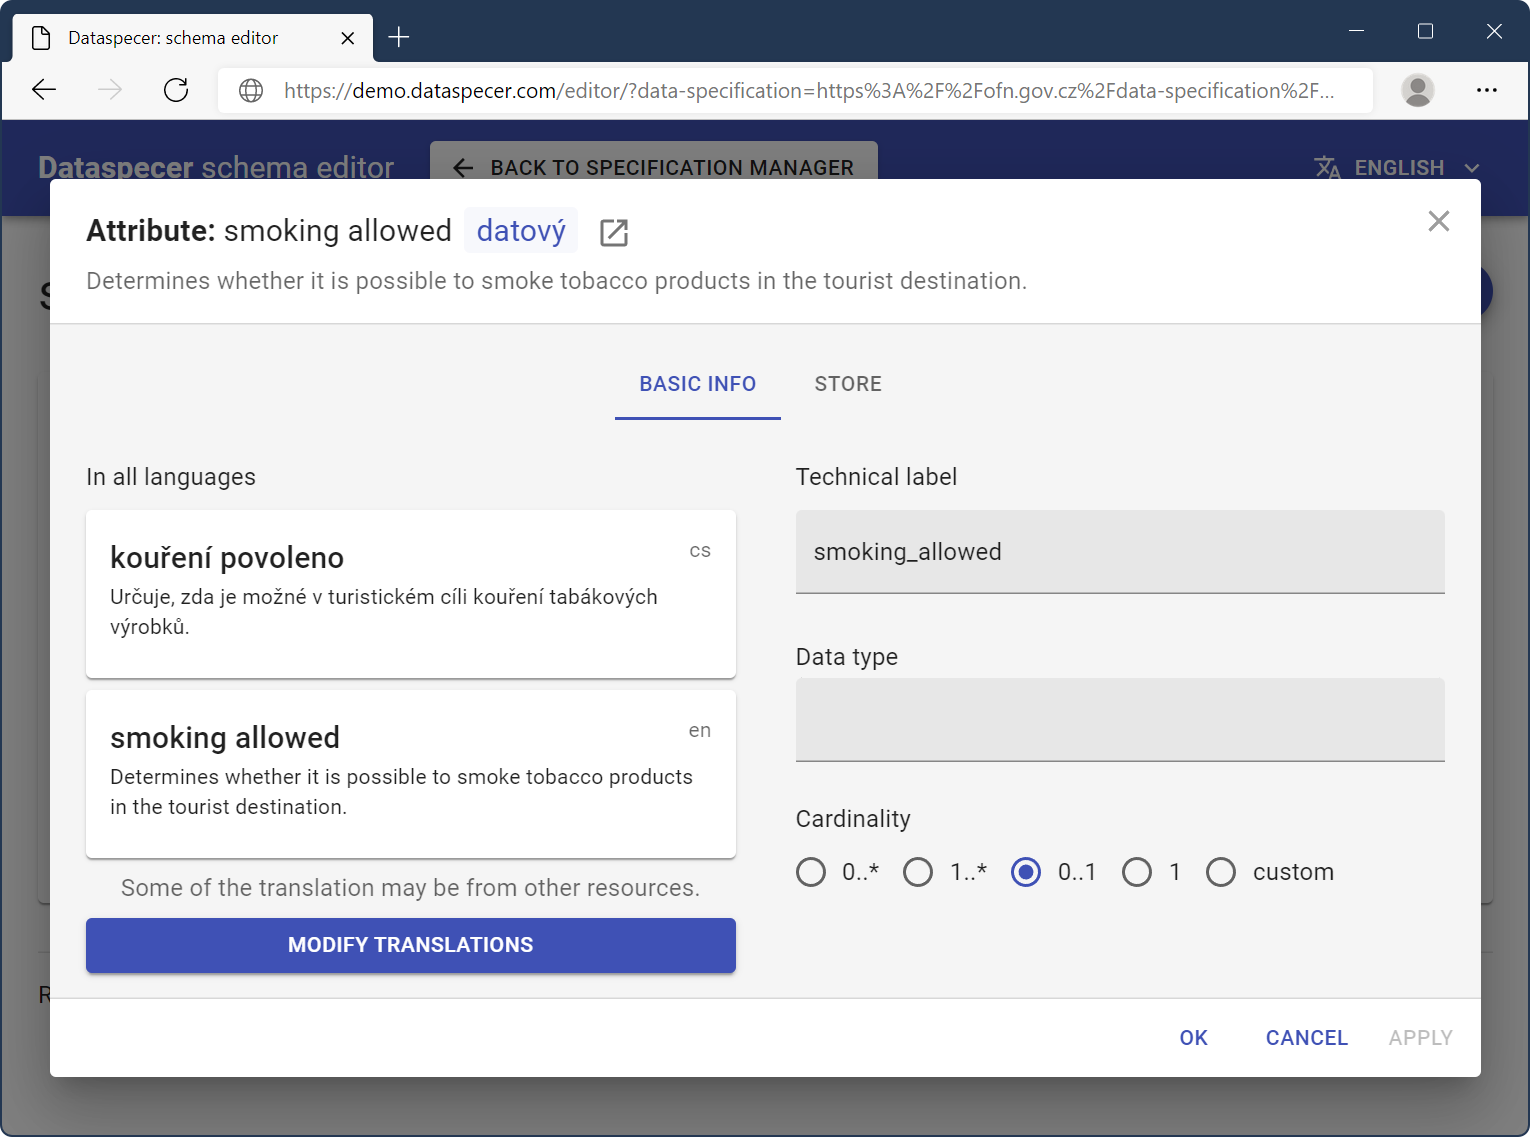 Dataspecer: schema editor
https://demo.dataspecer.com/editor/?data-specification=https%3A%2F%2Fofn.gov.cz%2Fdata-specification%2F...
Dataspecer schema editor
BACK TO SPECIFICATION MANAGER
ENGLISH
Attribute: smoking allowed datový
Determines whether it is possible to smoke tobacco products in the tourist destination.
BASIC INFO
STORE
In all languages
kouření povoleno
cs
Určuje, zda je možné v turistickém cíli kouření tabákových
výrobků.
smoking allowed
en
Determines whether it is possible to smoke tobacco products
in the tourist destination.
Some of the translation may be from other resources.
MODIFY TRANSLATIONS
Technical label
smoking_allowed
Data type
Cardinality
0..* 1..* 0..1 1 custom
OK CANCEL APPLY